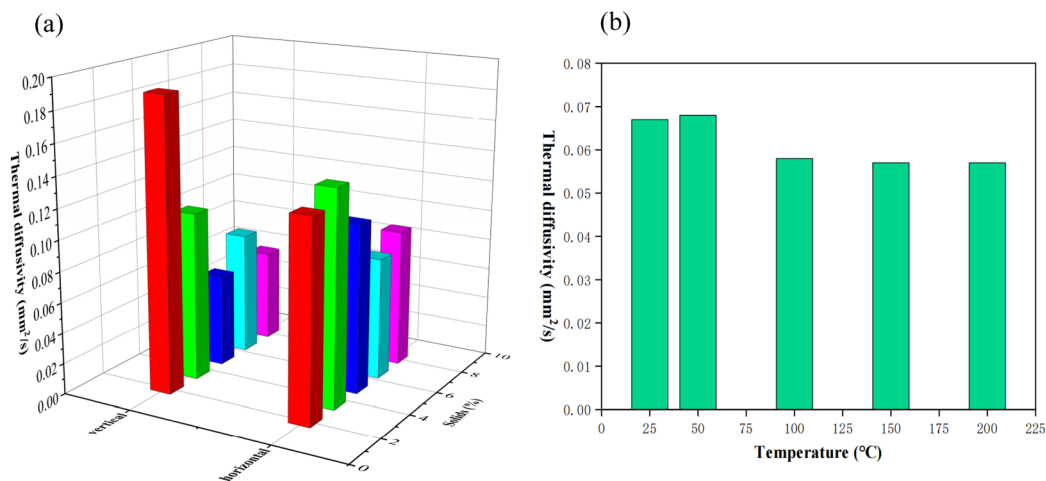 (a)
0.20
0.18
0.16
0.14
0.12
0.10
0.08
0.06
0.04
0.02
0.00
Thermal diffusivity (mm²/s)
vertical
horizontal
0
2
4
6
8
10
Solids (%)
(b)
0.08
0.07
0.06
0.05
0.04
0.03
0.02
0.01
0.00
Thermal diffusivity (mm²/s)
0 25 50 75 100 125 150 175 200 225
Temperature (°C)